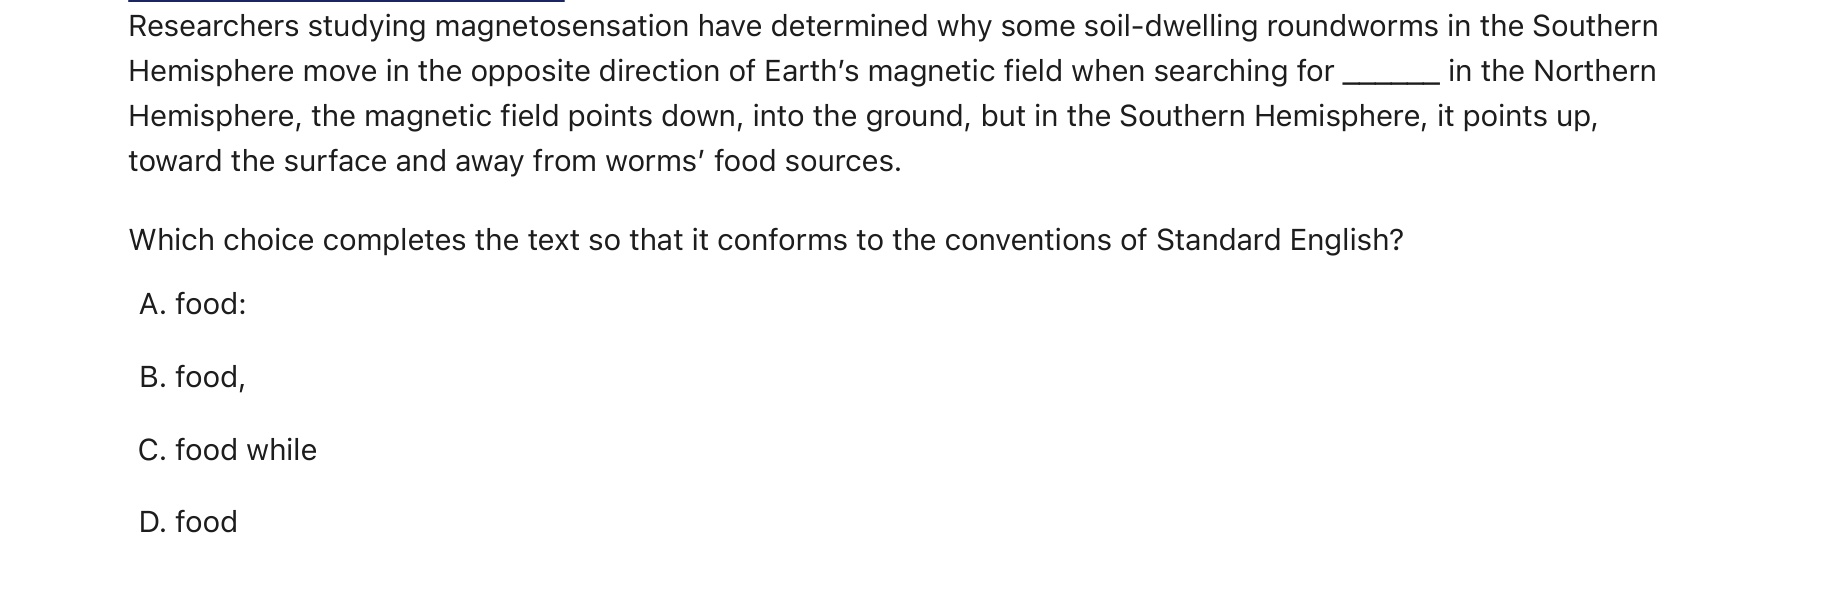 Researchers studying magnetosensation have determined why some soil-dwelling roundworms in the Southern
Hemisphere move in the opposite direction of Earth’s magnetic field when searching for ______ in the Northern
Hemisphere, the magnetic field points down, into the ground, but in the Southern Hemisphere, it points up,
toward the surface and away from worms’ food sources.
Which choice completes the text so that it conforms to the conventions of Standard English?
A. food:
B. food,
C. food while
D. food